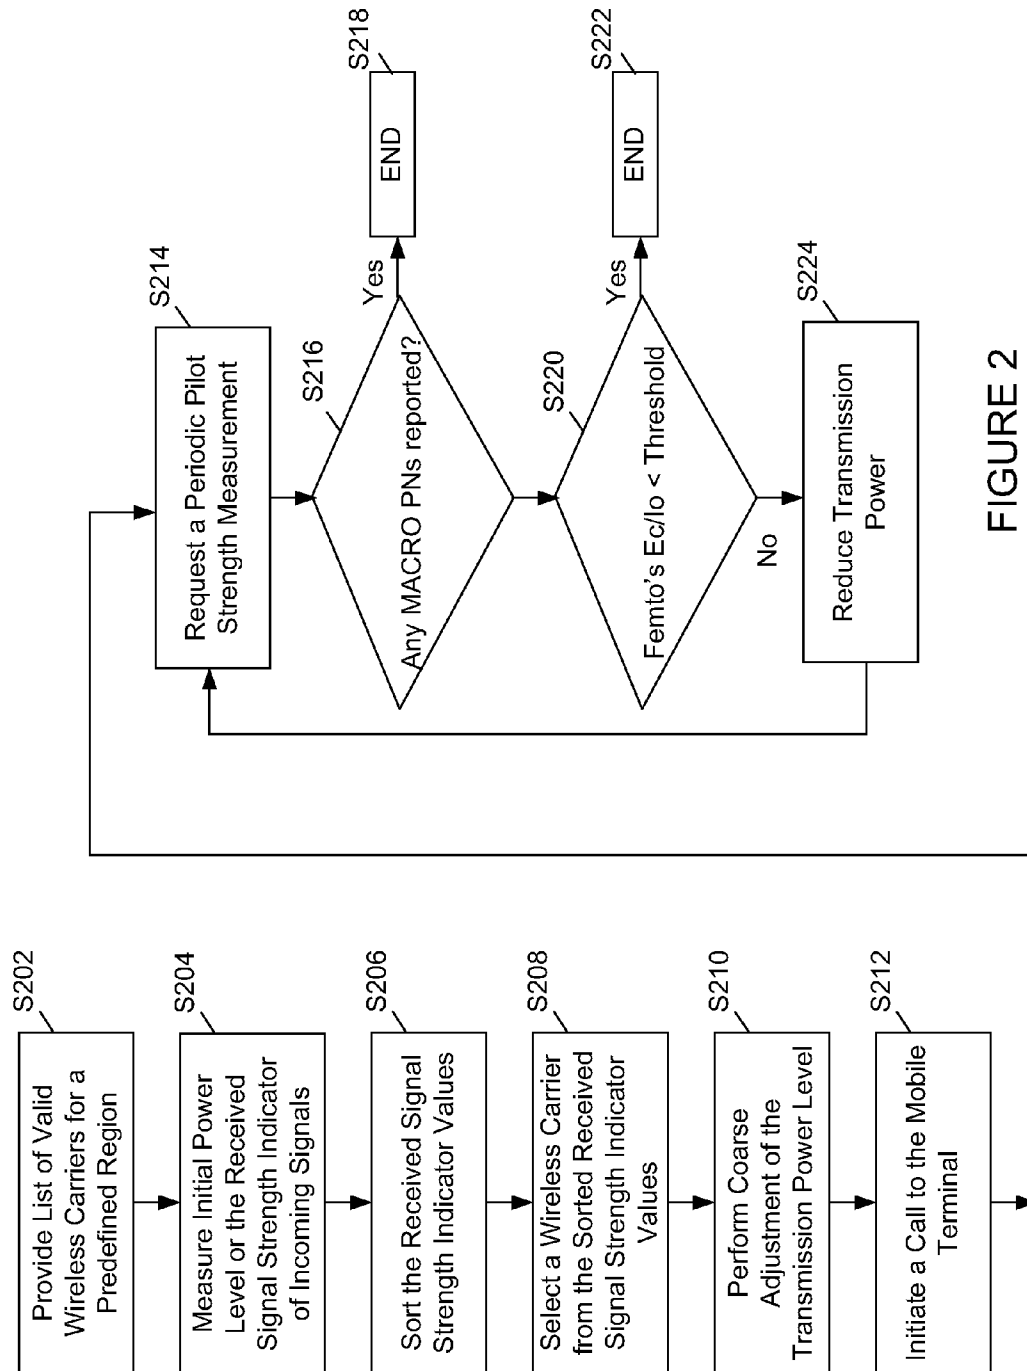 S202
Provide List of Valid
Wireless Carriers for a
Predefined Region
S204
Measure Initial Power
Level or the Received
Signal Strength Indicator
of Incoming Signals
S206
Sort the Received Signal
Strength Indicator Values
S208
Select a Wireless Carrier
from the Sorted Received
Signal Strength Indicator
Values
S210
Perform Coarse
Adjustment of the
Transmission Power Level
S212
Initiate a Call to the Mobile
Terminal
S214
Request a Periodic Pilot
Strength Measurement
S216
Any MACRO PNs reported?
Yes
S218
END
S220
Femto's Ec/Io < Threshold
Yes
S222
END
No
S224
Reduce Transmission
Power
FIGURE 2